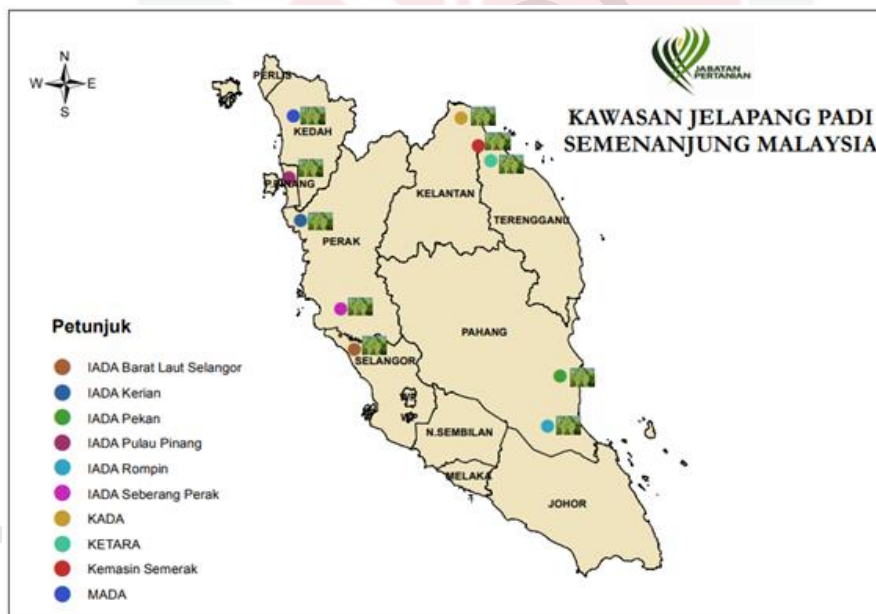 N
W E
S
JABATAN
PERTANIAN
KAWASAN JELAPANG PADI
SEMENANJUNG MALAYSIA
PERLIS
KEDAH
P.PINANG
KELANTAN
TERENGGANU
PERAK
PAHANG
SELANGOR
WP
N.SEMBILAN
MELAKA
JOHOR
Petunjuk
IADA Barat Laut Selangor
IADA Kerian
IADA Pekan
IADA Pulau Pinang
IADA Rompin
IADA Seberang Perak
KADA
KETARA
Kemasin Semerak
MADA